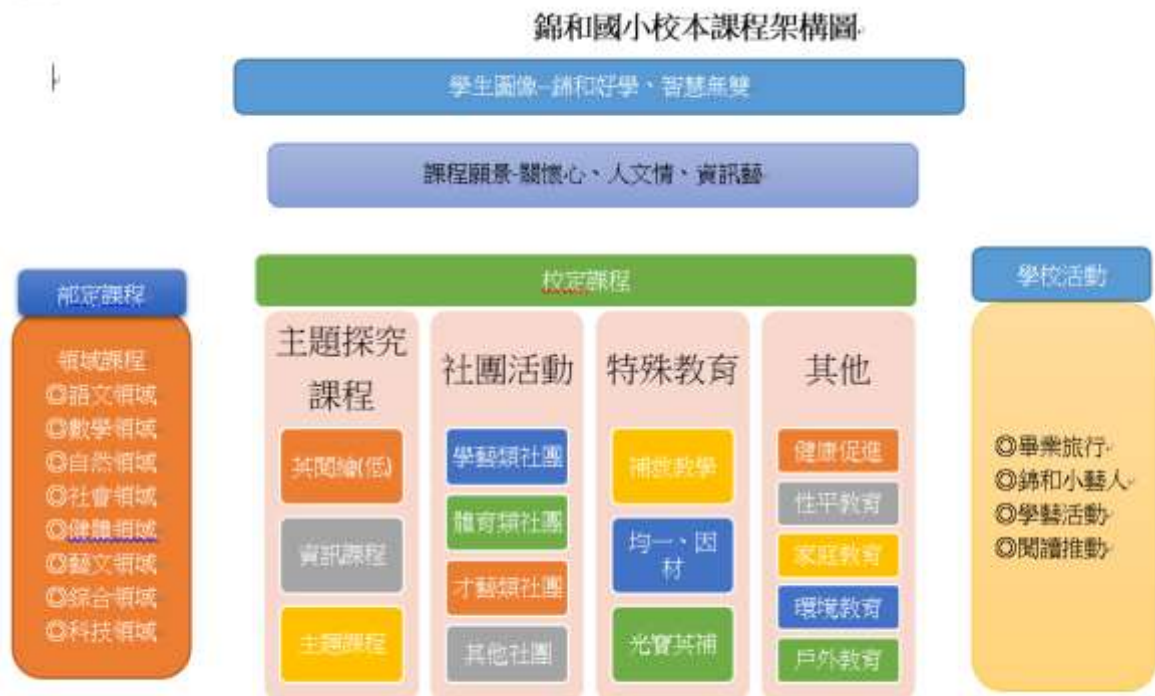 錦和國小校本課程架構圖
學生圖像-錦和好學、智慧無雙
課程願景-關懷心、人文情、資訊藝
部定課程
領域課程
◎語文領域
◎數學領域
◎自然領域
◎社會領域
◎健體領域
◎藝文領域
◎綜合領域
◎科技領域
校定課程
主題探究
課程
英閱繪(低)
資訊課程
主題課程
社團活動
學藝類社團
體育類社團
才藝類社團
其他社團
特殊教育
補救教學
均一、因
材
光寶英補
其他
健康促進
性平教育
家庭教育
環境教育
戶外教育
學校活動
◎畢業旅行
◎錦和小藝人
◎學藝活動
◎閱讀推動